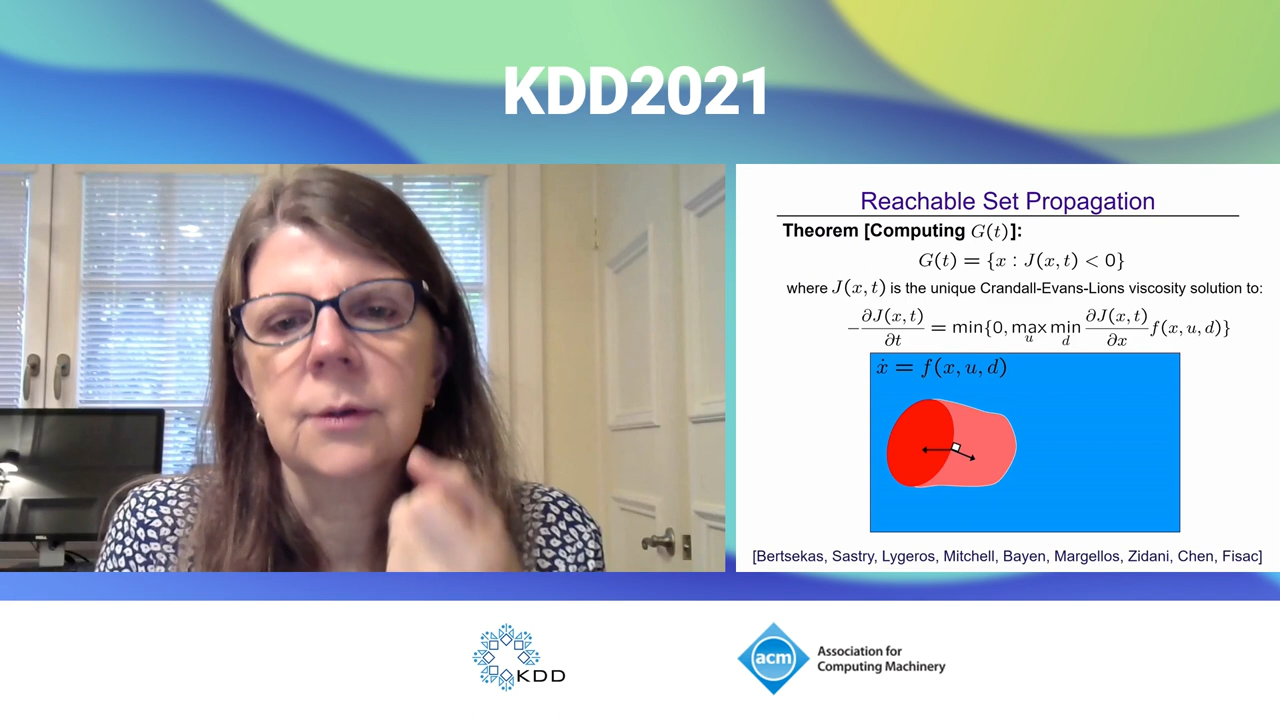 KDD2021
Reachable Set Propagation
Theorem [Computing G(t)]:
G(t) = {x : J(x, t) < 0}
where J(x, t) is the unique Crandall-Evans-Lions viscosity solution to:
−∂J(x, t)/∂t = min{0, max_u min_d ∂J(x, t)/∂x f(x, u, d)}
ẋ = f(x, u, d)
[Bertsekas, Sastry, Lygeros, Mitchell, Bayen, Margellos, Zidani, Chen, Fisac]
KDD
acm
Association for
Computing Machinery